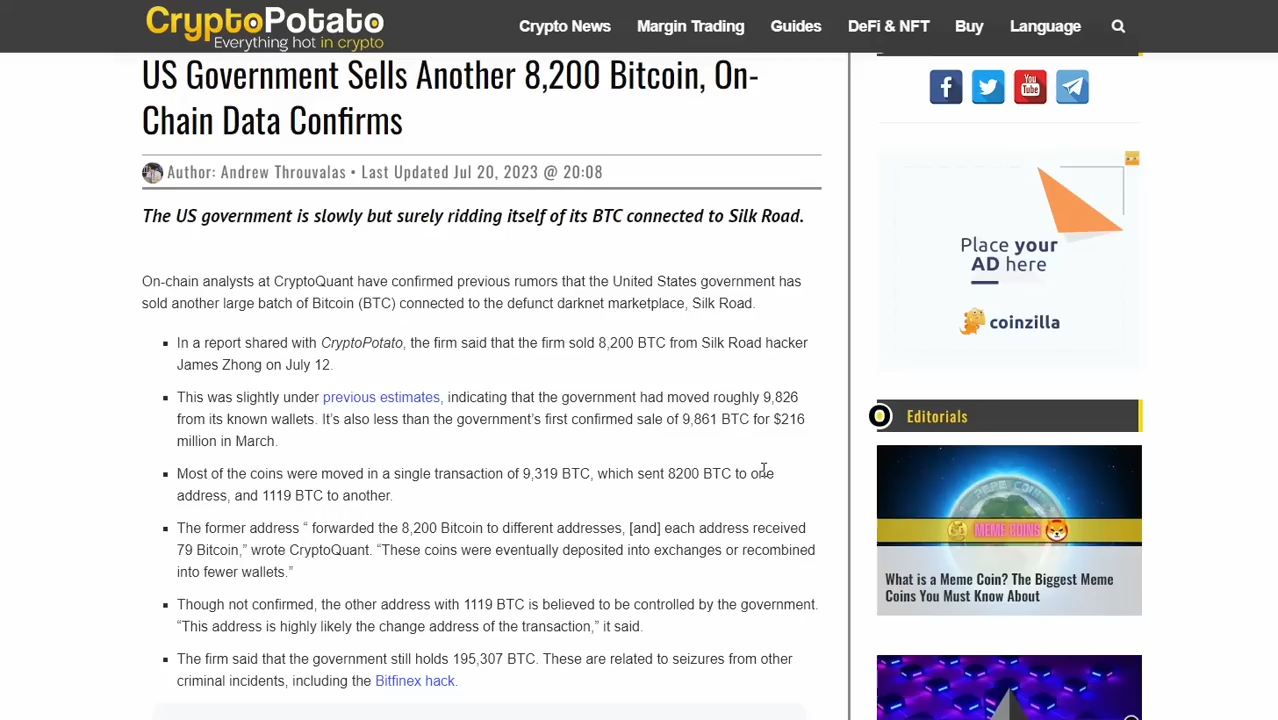 CryptoPotato
Everything hot in crypto
Crypto News Margin Trading Guides DeFi & NFT Buy Language
US Government Sells Another 8,200 Bitcoin, On-
Chain Data Confirms
Author: Andrew Throuvalas • Last Updated Jul 20, 2023 @ 20:08
The US government is slowly but surely ridding itself of its BTC connected to Silk Road.
On-chain analysts at CryptoQuant have confirmed previous rumors that the United States government has
sold another large batch of Bitcoin (BTC) connected to the defunct darknet marketplace, Silk Road.
In a report shared with CryptoPotato, the firm said that the firm sold 8,200 BTC from Silk Road hacker
James Zhong on July 12.
This was slightly under previous estimates, indicating that the government had moved roughly 9,826
from its known wallets. It’s also less than the government’s first confirmed sale of 9,861 BTC for $216
million in March.
Most of the coins were moved in a single transaction of 9,319 BTC, which sent 8200 BTC to one
address, and 1119 BTC to another.
The former address “ forwarded the 8,200 Bitcoin to different addresses, [and] each address received
79 Bitcoin,” wrote CryptoQuant. “These coins were eventually deposited into exchanges or recombined
into fewer wallets.”
Though not confirmed, the other address with 1119 BTC is believed to be controlled by the government.
“This address is highly likely the change address of the transaction,” it said.
The firm said that the government still holds 195,307 BTC. These are related to seizures from other
criminal incidents, including the Bitfinex hack.
You
Tube
Place your
AD here
coinzilla
Editorials
PEPE COIN
MEME COINS
What is a Meme Coin? The Biggest Meme
Coins You Must Know About